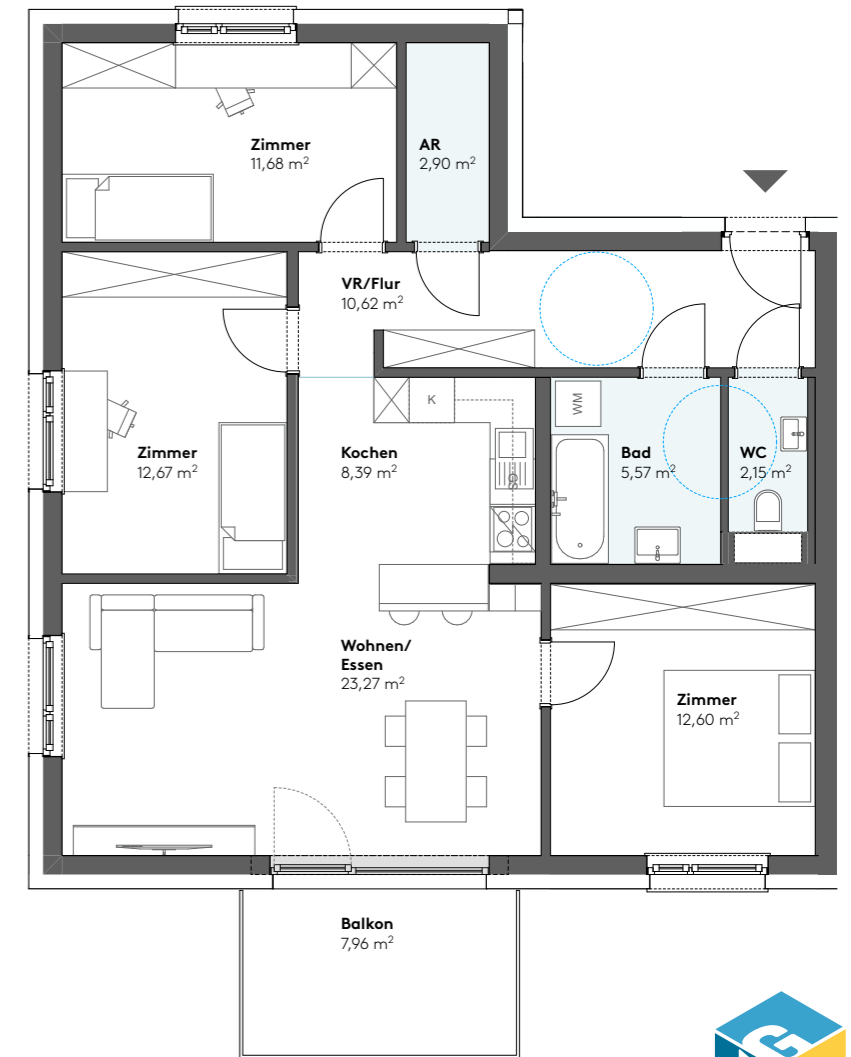 Zimmer
11,68 m²
AR
2,90 m²
VR/Flur
10,62 m²
Zimmer
12,67 m²
Kochen
8,39 m²
K
WM
GS
Bad
5,57 m²
WC
2,15 m²
Wohnen/
Essen
23,27 m²
Zimmer
12,60 m²
Balkon
7,96 m²